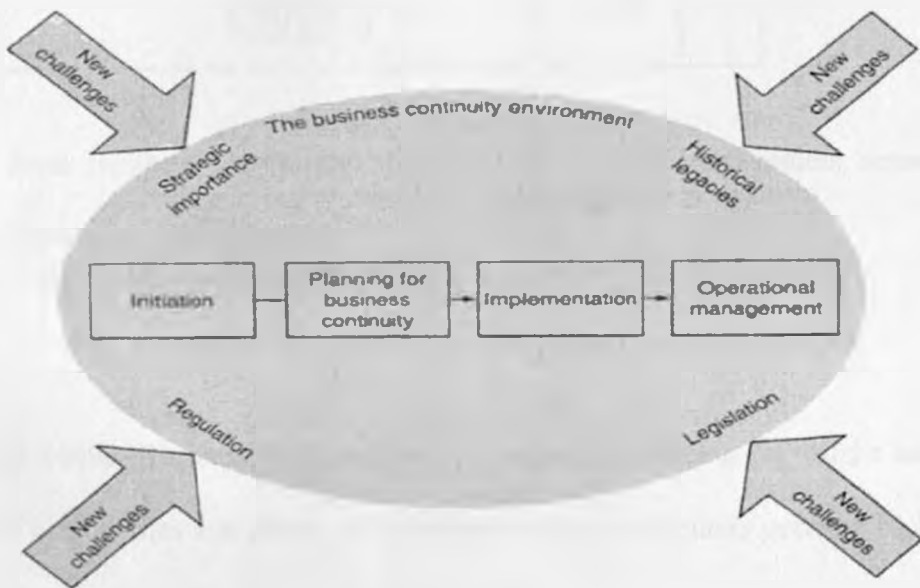 New
challenges
New
challenges
The business continuity environment
Strategic
importance
Historical
legacies
Initiation
Planning for
business
continuity
Implementation
Operational
management
Regulation
Legislation
New
challenges
New
challenges